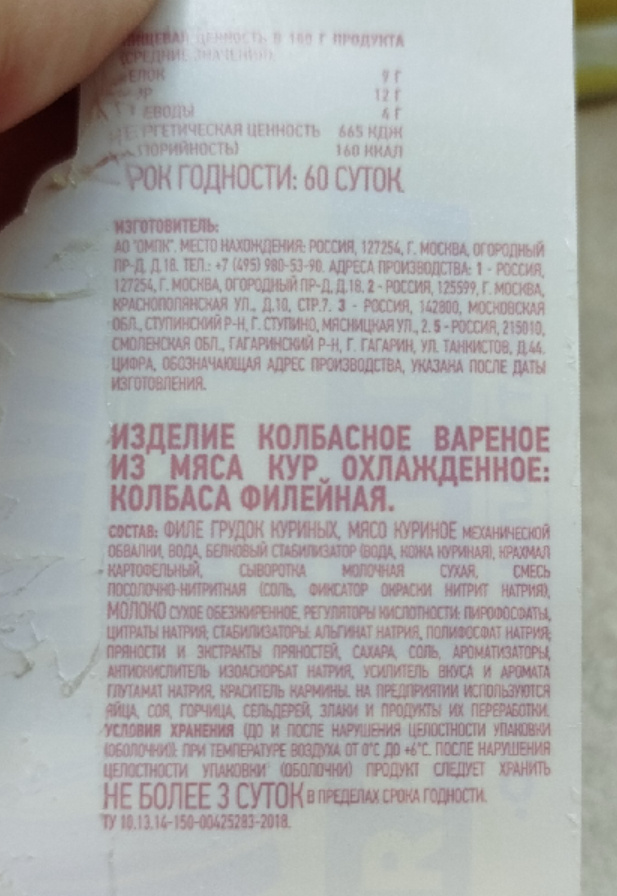 ПИЩЕВАЯ ЦЕННОСТЬ В 100 Г ПРОДУКТА
(СРЕДНИЕ ЗНАЧЕНИЯ)
ЕЛОК 9 Г
Р 12 Г
ЕВОДЫ 4 Г
РГЕТИЧЕСКАЯ ЦЕННОСТЬ 665 КДЖ
ЛОРИЙНОСТЬ) 160 ККАЛ
РОК ГОДНОСТИ: 60 СУТОК
ИЗГОТОВИТЕЛЬ:
АО "ОМПК". МЕСТО НАХОЖДЕНИЯ: РОССИЯ, 127254, Г. МОСКВА, ОГОРОДНЫЙ
ПР-Д, Д.18. ТЕЛ.: +7 (495) 980-53-90. АДРЕСА ПРОИЗВОДСТВА: 1 - РОССИЯ,
127254, Г. МОСКВА, ОГОРОДНЫЙ ПР-Д, Д.18. 2 - РОССИЯ, 125599, Г. МОСКВА,
КРАСНОПОЛЯНСКАЯ УЛ., Д.10, СТР.7. 3 - РОССИЯ, 142800, МОСКОВСКАЯ
ОБЛ., СТУПИНСКИЙ Р-Н, Г. СТУПИНО, МЯСНИЦКАЯ УЛ., 2. 5 - РОССИЯ, 215010,
СМОЛЕНСКАЯ ОБЛ., ГАГАРИНСКИЙ Р-Н, Г. ГАГАРИН, УЛ. ТАНКИСТОВ, Д.44.
ЦИФРА, ОБОЗНАЧАЮЩАЯ АДРЕС ПРОИЗВОДСТВА, УКАЗАНА ПОСЛЕ ДАТЫ
ИЗГОТОВЛЕНИЯ.
ИЗДЕЛИЕ КОЛБАСНОЕ ВАРЕНОЕ
ИЗ МЯСА КУР ОХЛАЖДЕННОЕ:
КОЛБАСА ФИЛЕЙНАЯ.
СОСТАВ: ФИЛЕ ГРУДОК КУРИНЫХ, МЯСО КУРИНОЕ МЕХАНИЧЕСКОЙ
ОБВАЛКИ, ВОДА, БЕЛКОВЫЙ СТАБИЛИЗАТОР (ВОДА, КОЖА КУРИНАЯ), КРАХМАЛ
КАРТОФЕЛЬНЫЙ, СЫВОРОТКА МОЛОЧНАЯ СУХАЯ, СМЕСЬ
ПОСОЛОЧНО-НИТРИТНАЯ (СОЛЬ, ФИКСАТОР ОКРАСКИ НИТРИТ НАТРИЯ),
МОЛОКО СУХОЕ ОБЕЗЖИРЕННОЕ, РЕГУЛЯТОРЫ КИСЛОТНОСТИ: ПИРОФОСФАТЫ,
ЦИТРАТЫ НАТРИЯ; СТАБИЛИЗАТОРЫ: АЛЬГИНАТ НАТРИЯ, ПОЛИФОСФАТ НАТРИЯ;
ПРЯНОСТИ И ЭКСТРАКТЫ ПРЯНОСТЕЙ, САХАРА, СОЛЬ, АРОМАТИЗАТОРЫ,
АНТИОКИСЛИТЕЛЬ ИЗОАСКОРБАТ НАТРИЯ, УСИЛИТЕЛЬ ВКУСА И АРОМАТА
ГЛУТАМАТ НАТРИЯ, КРАСИТЕЛЬ КАРМИНЫ. НА ПРЕДПРИЯТИИ ИСПОЛЬЗУЮТСЯ
ЯЙЦА, СОЯ, ГОРЧИЦА, СЕЛЬДЕРЕЙ, ЗЛАКИ И ПРОДУКТЫ ИХ ПЕРЕРАБОТКИ.
УСЛОВИЯ ХРАНЕНИЯ (ДО И ПОСЛЕ НАРУШЕНИЯ ЦЕЛОСТНОСТИ УПАКОВКИ
(ОБОЛОЧКИ)): ПРИ ТЕМПЕРАТУРЕ ВОЗДУХА ОТ 0°С ДО +6°С. ПОСЛЕ НАРУШЕНИЯ
ЦЕЛОСТНОСТИ УПАКОВКИ (ОБОЛОЧКИ) ПРОДУКТ СЛЕДУЕТ ХРАНИТЬ
НЕ БОЛЕЕ 3 СУТОК В ПРЕДЕЛАХ СРОКА ГОДНОСТИ.
ТУ 10.13.14-150-00425283-2018.